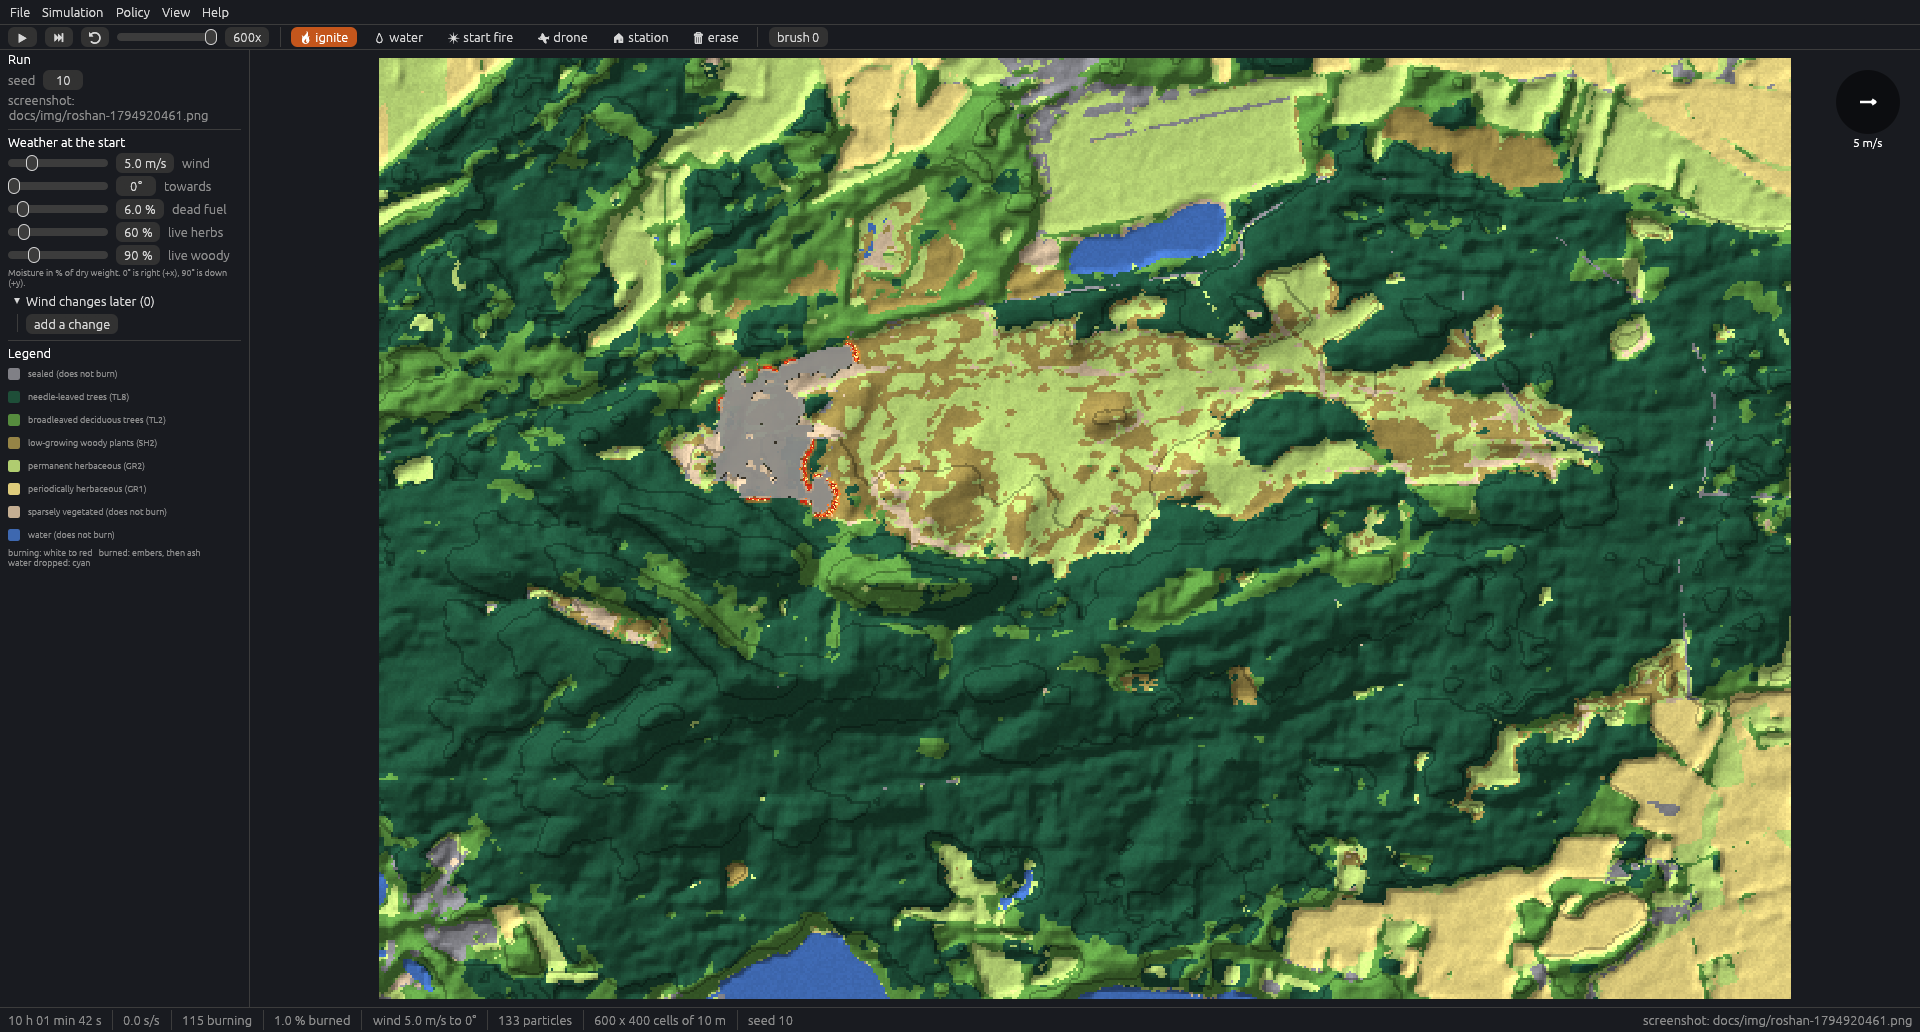 File Simulation Policy View Help
600x ignite water start fire drone station erase brush 0
Run
seed 10
screenshot:
docs/img/roshan-1794920461.png
Weather at the start
5.0 m/s wind
0° towards
6.0 % dead fuel
60 % live herbs
90 % live woody
Moisture in % of dry weight. 0° is right (+x), 90° is down
(+y).
Wind changes later (0)
add a change
Legend
sealed (does not burn)
needle-leaved trees (TL8)
broadleaved deciduous trees (TL2)
low-growing woody plants (SH2)
permanent herbaceous (GR2)
periodically herbaceous (GR1)
sparsely vegetated (does not burn)
water (does not burn)
burning: white to red burned: embers, then ash
water dropped: cyan
5 m/s
10 h 01 min 42 s 0.0 s/s 115 burning 1.0 % burned wind 5.0 m/s to 0° 133 particles 600 x 400 cells of 10 m seed 10 screenshot: docs/img/roshan-1794920461.png